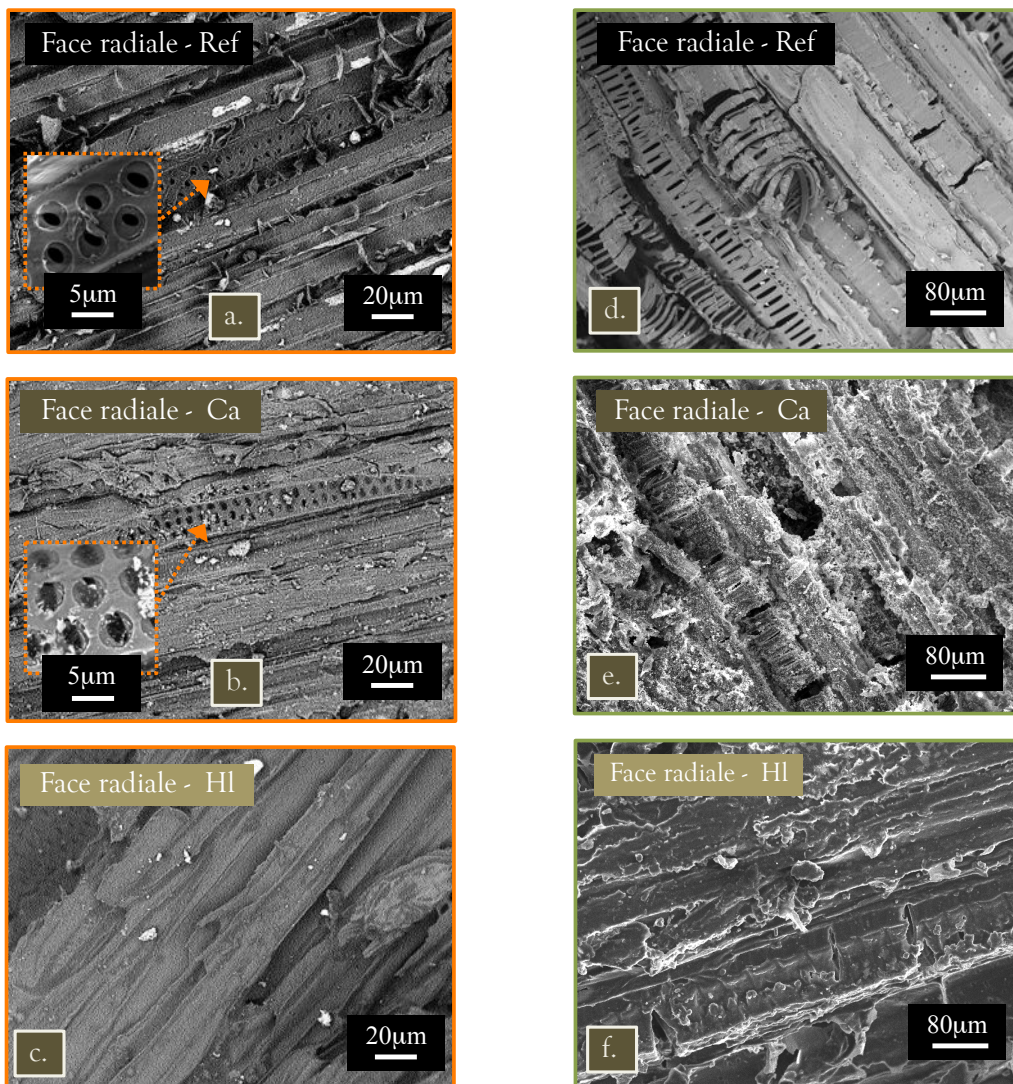 Face radiale - Ref
5μm
a.
20μm
Face radiale - Ref
d.
80μm
Face radiale - Ca
5μm
b.
20μm
Face radiale - Ca
e.
80μm
Face radiale - Hl
c.
20μm
Face radiale - Hl
f.
80μm